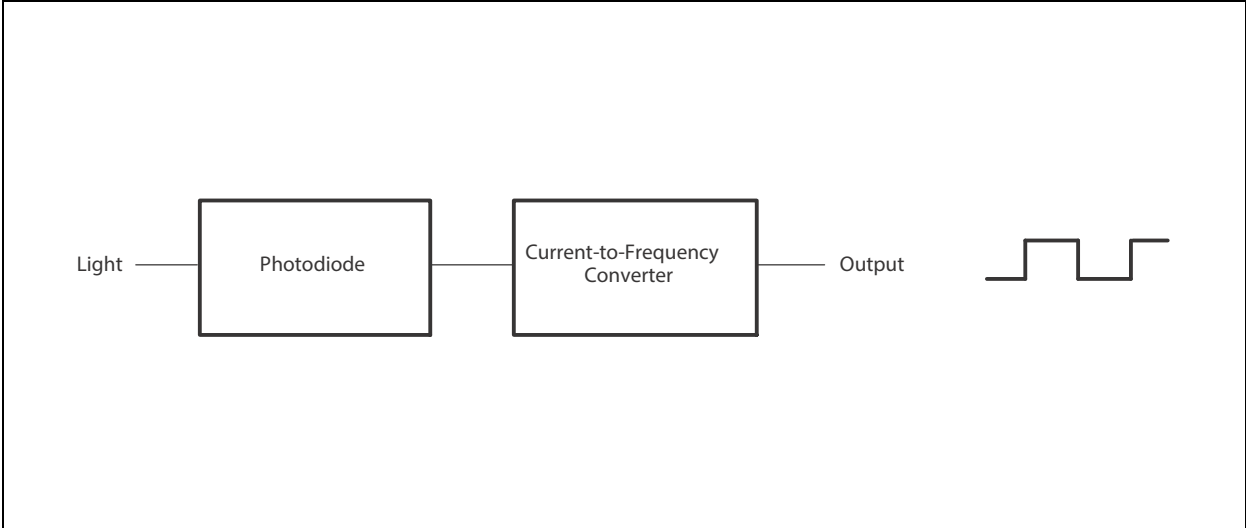 Light
Photodiode
Current-to-Frequency
Converter
Output